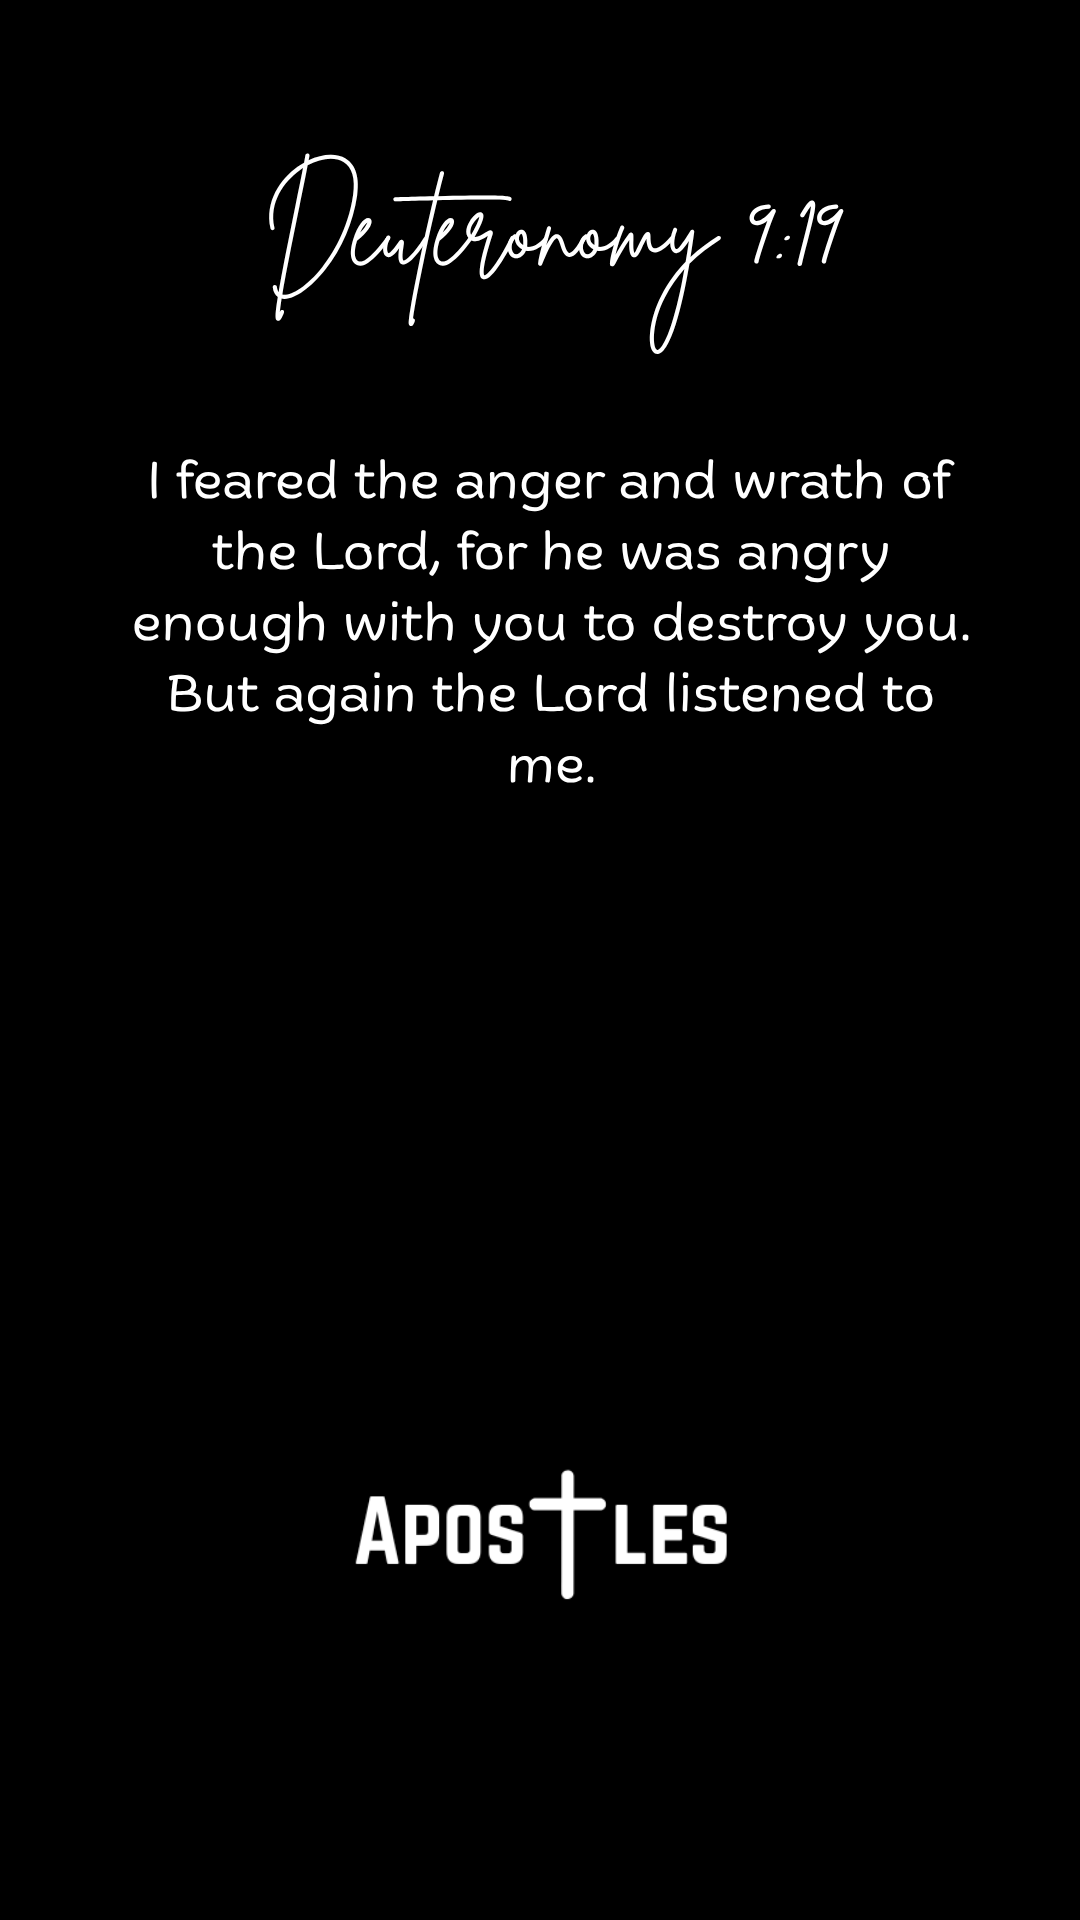 Deuteronomy 9:19
I feared the anger and wrath of
the Lord, for he was angry
enough with you to destroy you.
But again the Lord listened to
me.
APOSTLES